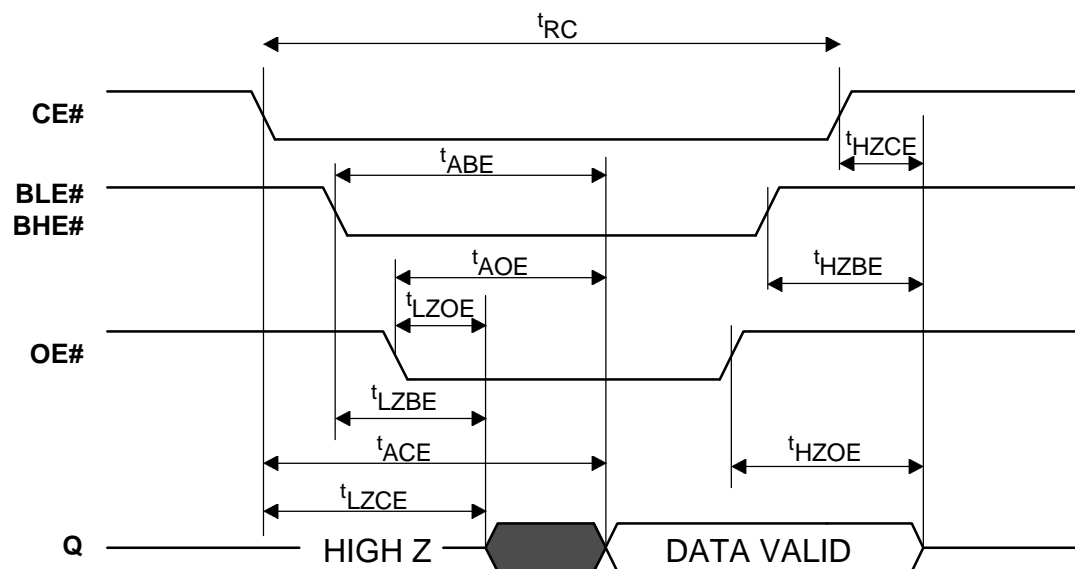 tRC
CE#
tHZCE
tABE
BLE#
BHE#
tAOE
tHZBE
tLZOE
OE#
tLZBE
tACE
tHZOE
tLZCE
Q
HIGH Z
DATA VALID